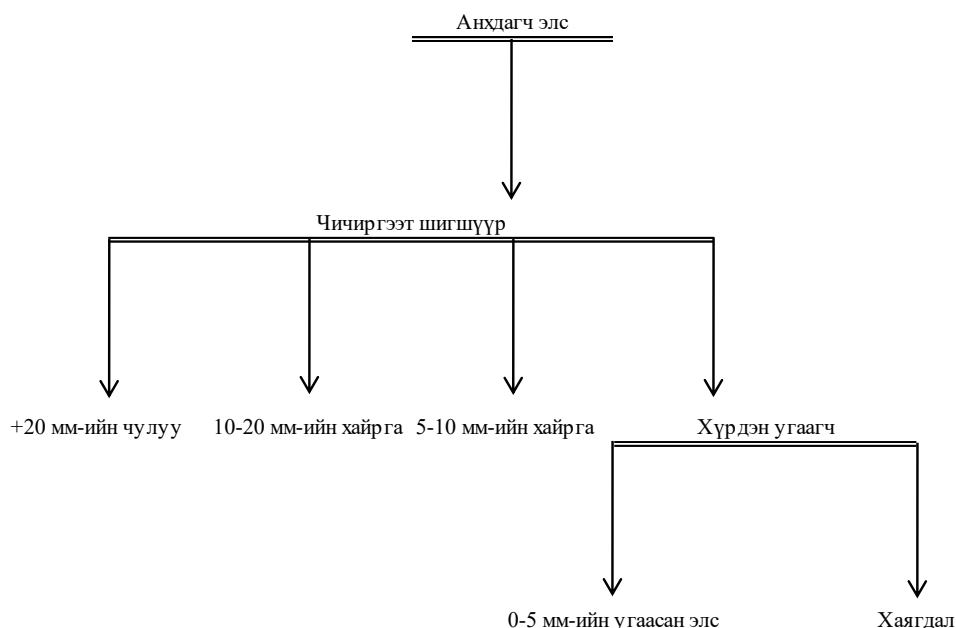 Анхдагч элс
Чичиргээт шигшүүр
+20 мм-ийн чулуу
10-20 мм-ийн хайрга
5-10 мм-ийн хайрга
Хүрдэн угаагч
0-5 мм-ийн угаасан элс
Хаягдал